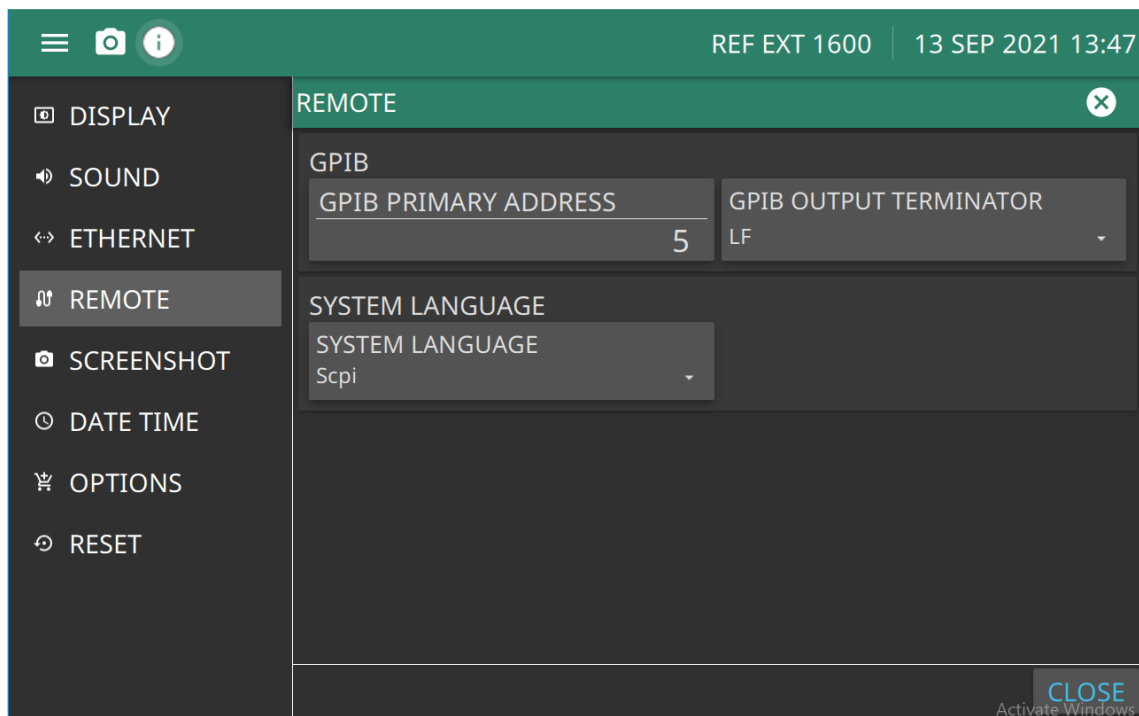 REF EXT 1600 13 SEP 2021 13:47
DISPLAY
SOUND
ETHERNET
REMOTE
SCREENSHOT
DATE TIME
OPTIONS
RESET
REMOTE
GPIB
GPIB PRIMARY ADDRESS
5
GPIB OUTPUT TERMINATOR
LF
SYSTEM LANGUAGE
SYSTEM LANGUAGE
Scpi
CLOSE
Activate Windows